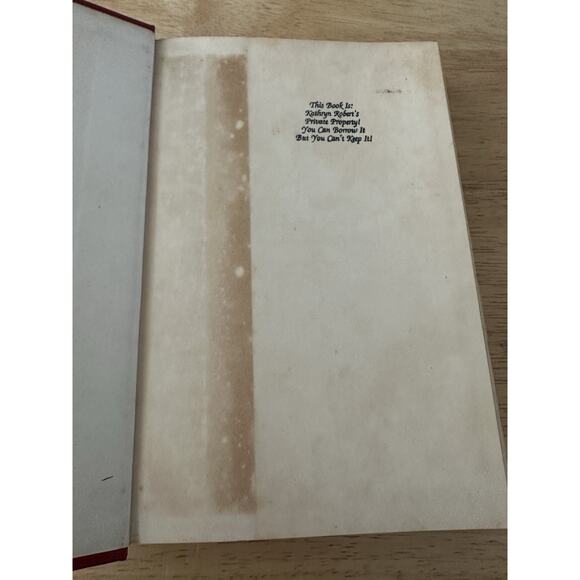 This Book Is:
Kathryn Robert's
Private Property!
You Can Borrow It
But You Can't Keep It!